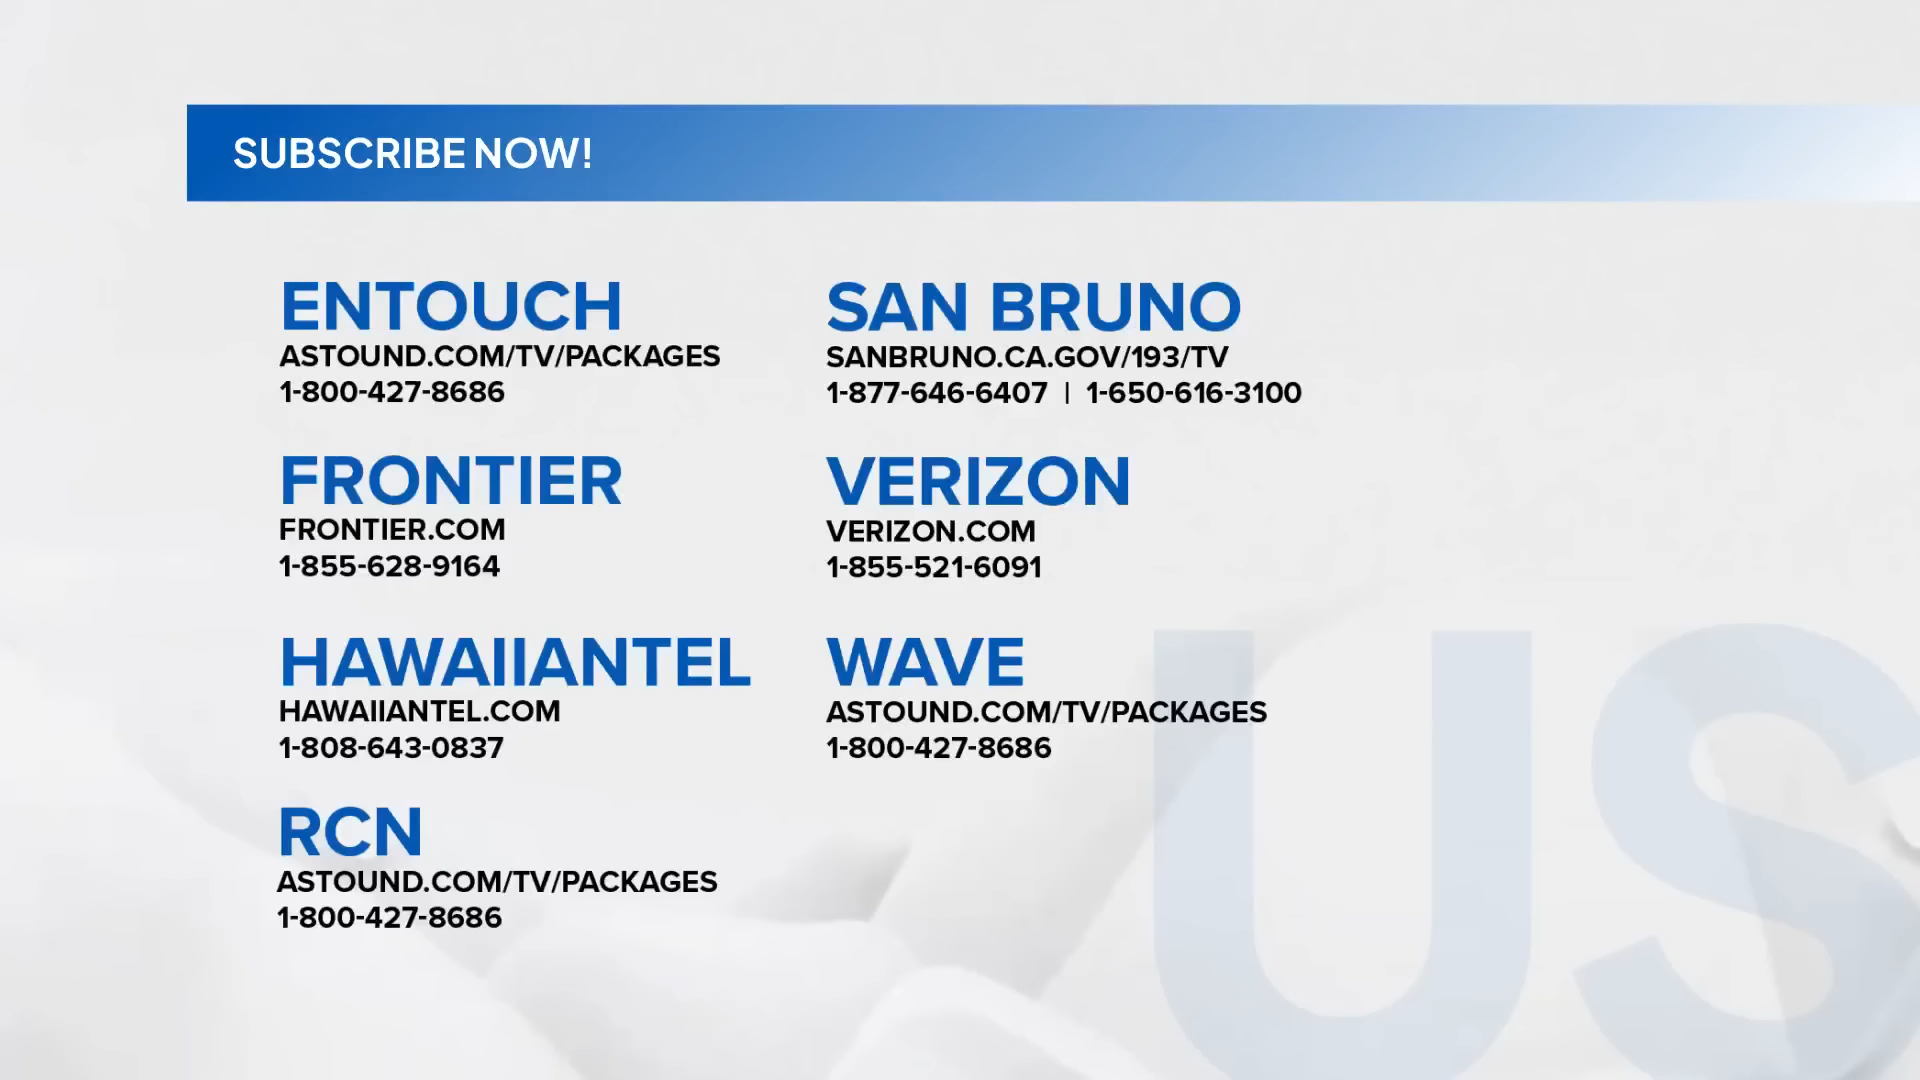 SUBSCRIBE NOW!
ENTOUCH
ASTOUND.COM/TV/PACKAGES
1-800-427-8686
FRONTIER
FRONTIER.COM
1-855-628-9164
HAWAIIANTEL
HAWAIIANTEL.COM
1-808-643-0837
RCN
ASTOUND.COM/TV/PACKAGES
1-800-427-8686
SAN BRUNO
SANBRUNO.CA.GOV/193/TV
1-877-646-6407 | 1-650-616-3100
VERIZON
VERIZON.COM
1-855-521-6091
WAVE
ASTOUND.COM/TV/PACKAGES
1-800-427-8686
US